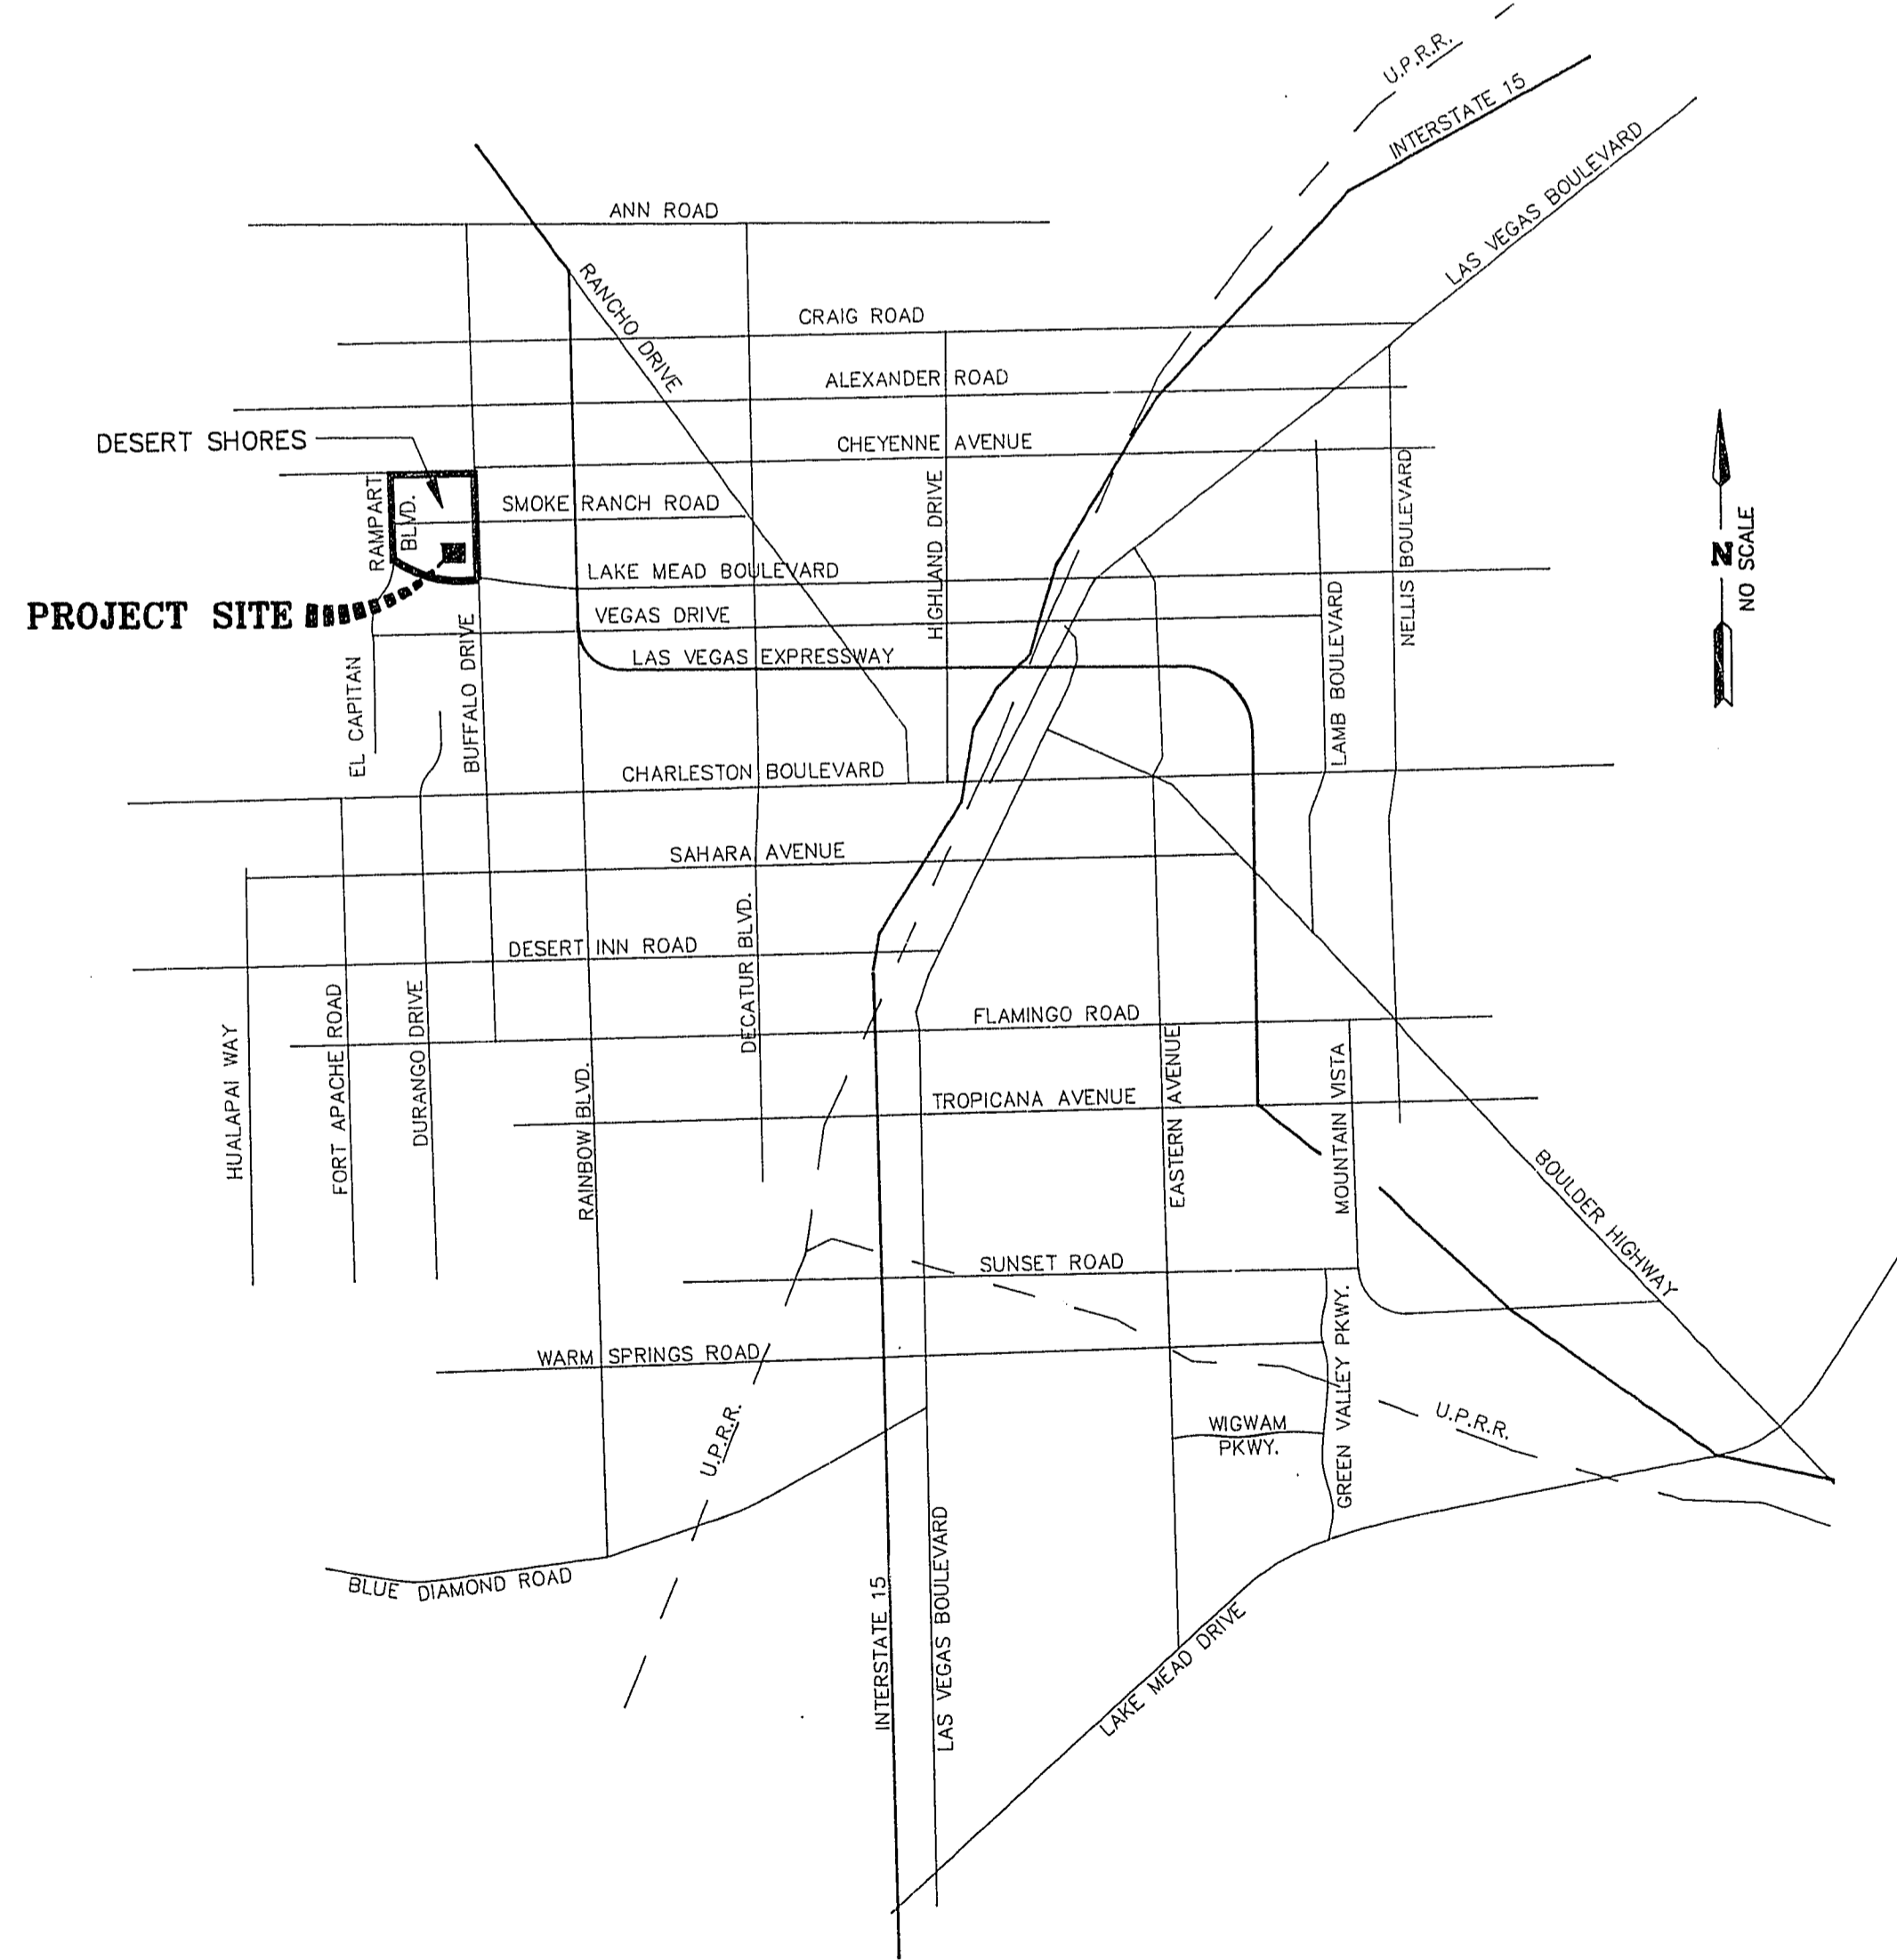 U.P.R.R.
INTERSTATE 15
LAS VEGAS BOULEVARD
ANN ROAD
RANCHO DRIVE
CRAIG ROAD
ALEXANDER ROAD
DESERT SHORES
CHEYENNE AVENUE
RAMPART
BLVD.
SMOKE RANCH ROAD
HIGHLAND DRIVE
NELLIS BOULEVARD
N
NO SCALE
LAKE MEAD BOULEVARD
PROJECT SITE
VEGAS DRIVE
LAMB BOULEVARD
LAS VEGAS EXPRESSWAY
EL CAPITAN
BUFFALO DRIVE
CHARLESTON BOULEVARD
SAHARA AVENUE
DESERT INN ROAD
DECATUR BLVD.
HUALAPAI WAY
FORT APACHE ROAD
DURANGO DRIVE
FLAMINGO ROAD
RAINBOW BLVD.
TROPICANA AVENUE
EASTERN AVENUE
MOUNTAIN VISTA
BOULDER HIGHWAY
SUNSET ROAD
WARM SPRINGS ROAD
GREEN VALLEY PKWY.
U.P.R.R.
WIGWAM
PKWY.
U.P.R.R.
BLUE DIAMOND ROAD
INTERSTATE 15
LAS VEGAS BOULEVARD
LAKE MEAD DRIVE